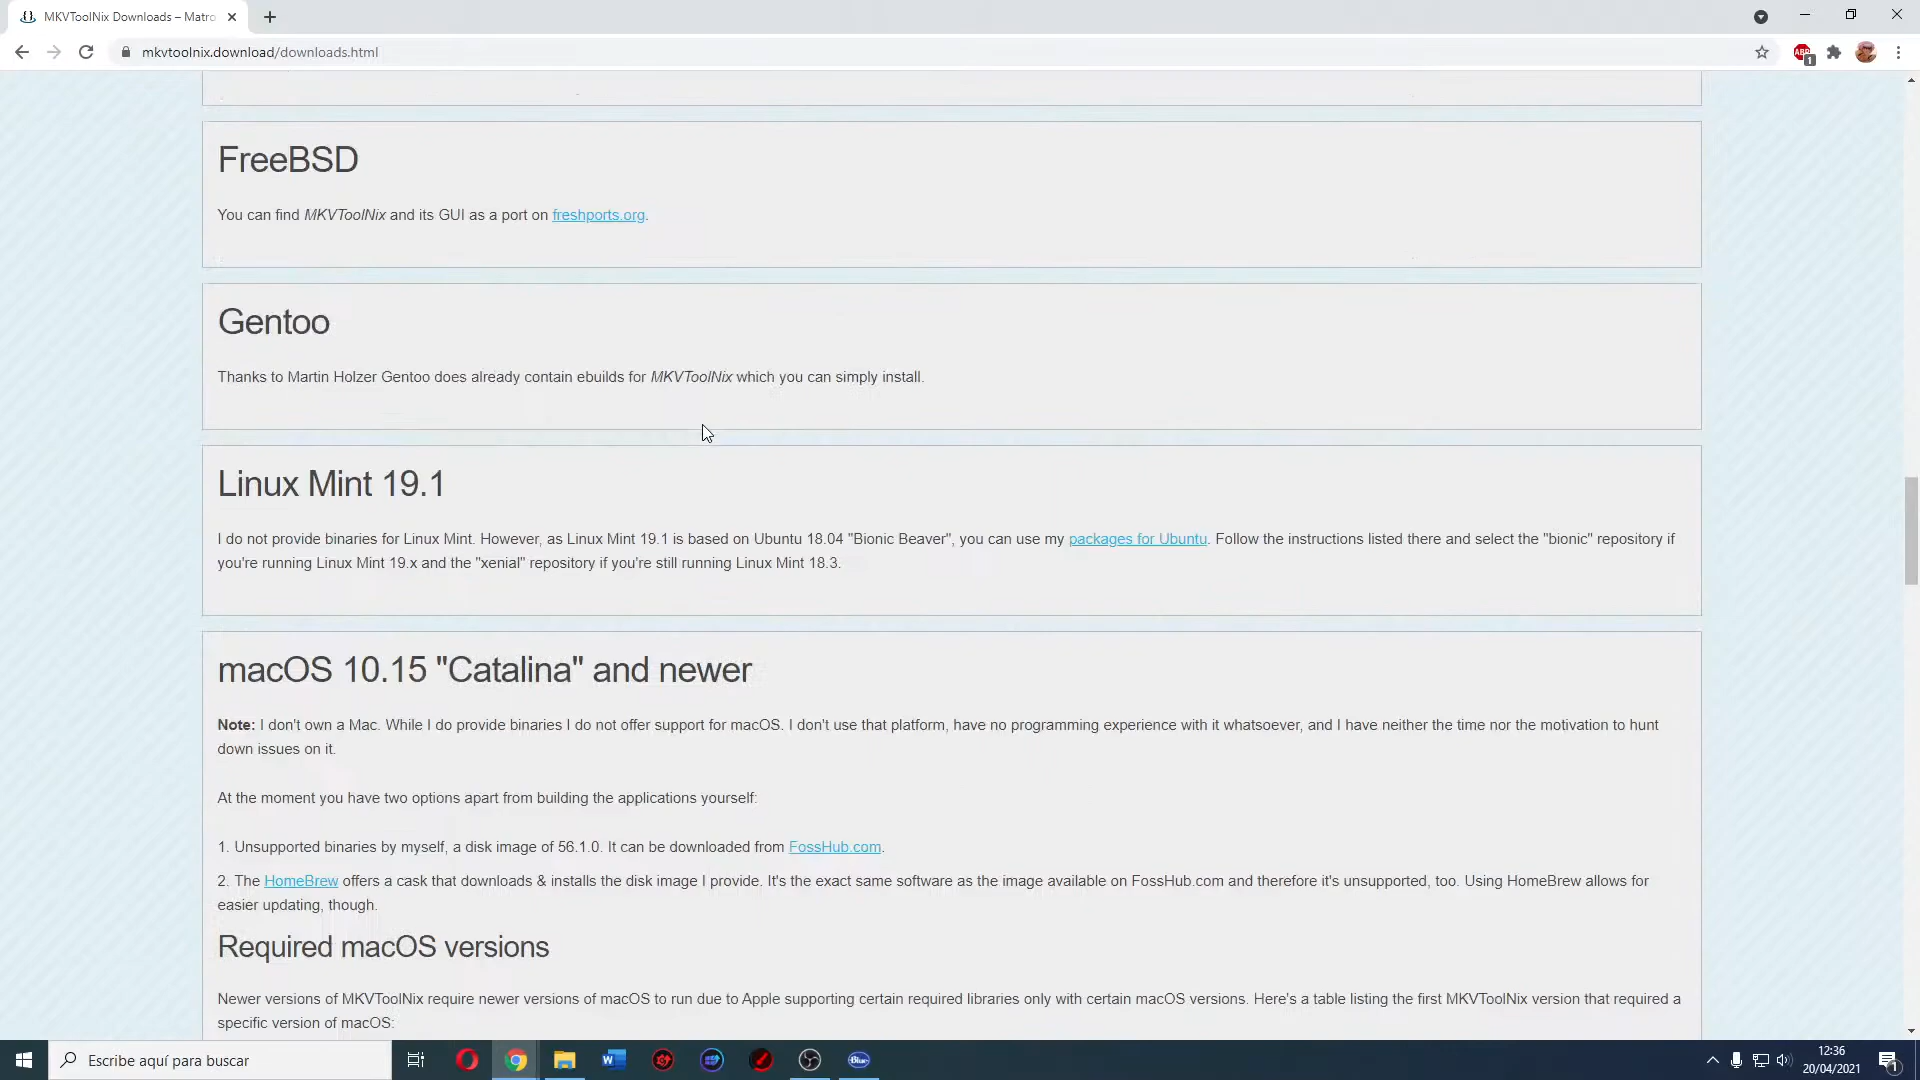 MKVToolNix Downloads – Matro
mkvtoolnix.download/downloads.html
ABP
1
FreeBSD
You can find MKVToolNix and its GUI as a port on freshports.org.
Gentoo
Thanks to Martin Holzer Gentoo does already contain ebuilds for MKVToolNix which you can simply install.
Linux Mint 19.1
I do not provide binaries for Linux Mint. However, as Linux Mint 19.1 is based on Ubuntu 18.04 "Bionic Beaver", you can use my packages for Ubuntu. Follow the instructions listed there and select the "bionic" repository if
you're running Linux Mint 19.x and the "xenial" repository if you're still running Linux Mint 18.3.
macOS 10.15 "Catalina" and newer
Note: I don't own a Mac. While I do provide binaries I do not offer support for macOS. I don't use that platform, have no programming experience with it whatsoever, and I have neither the time nor the motivation to hunt
down issues on it.
At the moment you have two options apart from building the applications yourself:
1. Unsupported binaries by myself, a disk image of 56.1.0. It can be downloaded from FossHub.com.
2. The HomeBrew offers a cask that downloads & installs the disk image I provide. It's the exact same software as the image available on FossHub.com and therefore it's unsupported, too. Using HomeBrew allows for
easier updating, though.
Required macOS versions
Newer versions of MKVToolNix require newer versions of macOS to run due to Apple supporting certain required libraries only with certain macOS versions. Here's a table listing the first MKVToolNix version that required a
specific version of macOS:
Escribe aquí para buscar
12:36
20/04/2021
1